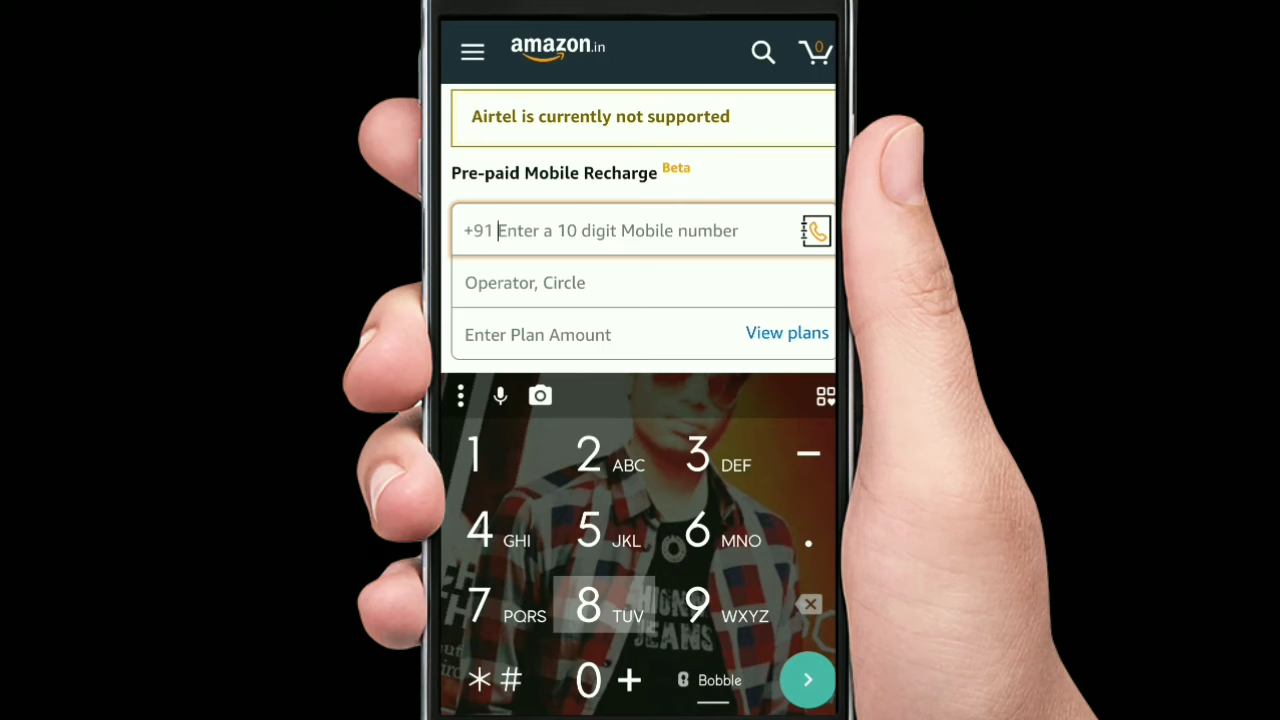 amazon.in
0
Airtel is currently not supported
Pre-paid Mobile Recharge Beta
+91 Enter a 10 digit Mobile number
Operator, Circle
Enter Plan Amount View plans
1 2 ABC 3 DEF –
4 GHI 5 JKL 6 MNO .
7 PQRS 8 TUV 9 WXYZ
JEANS
*# 0 + Bobble